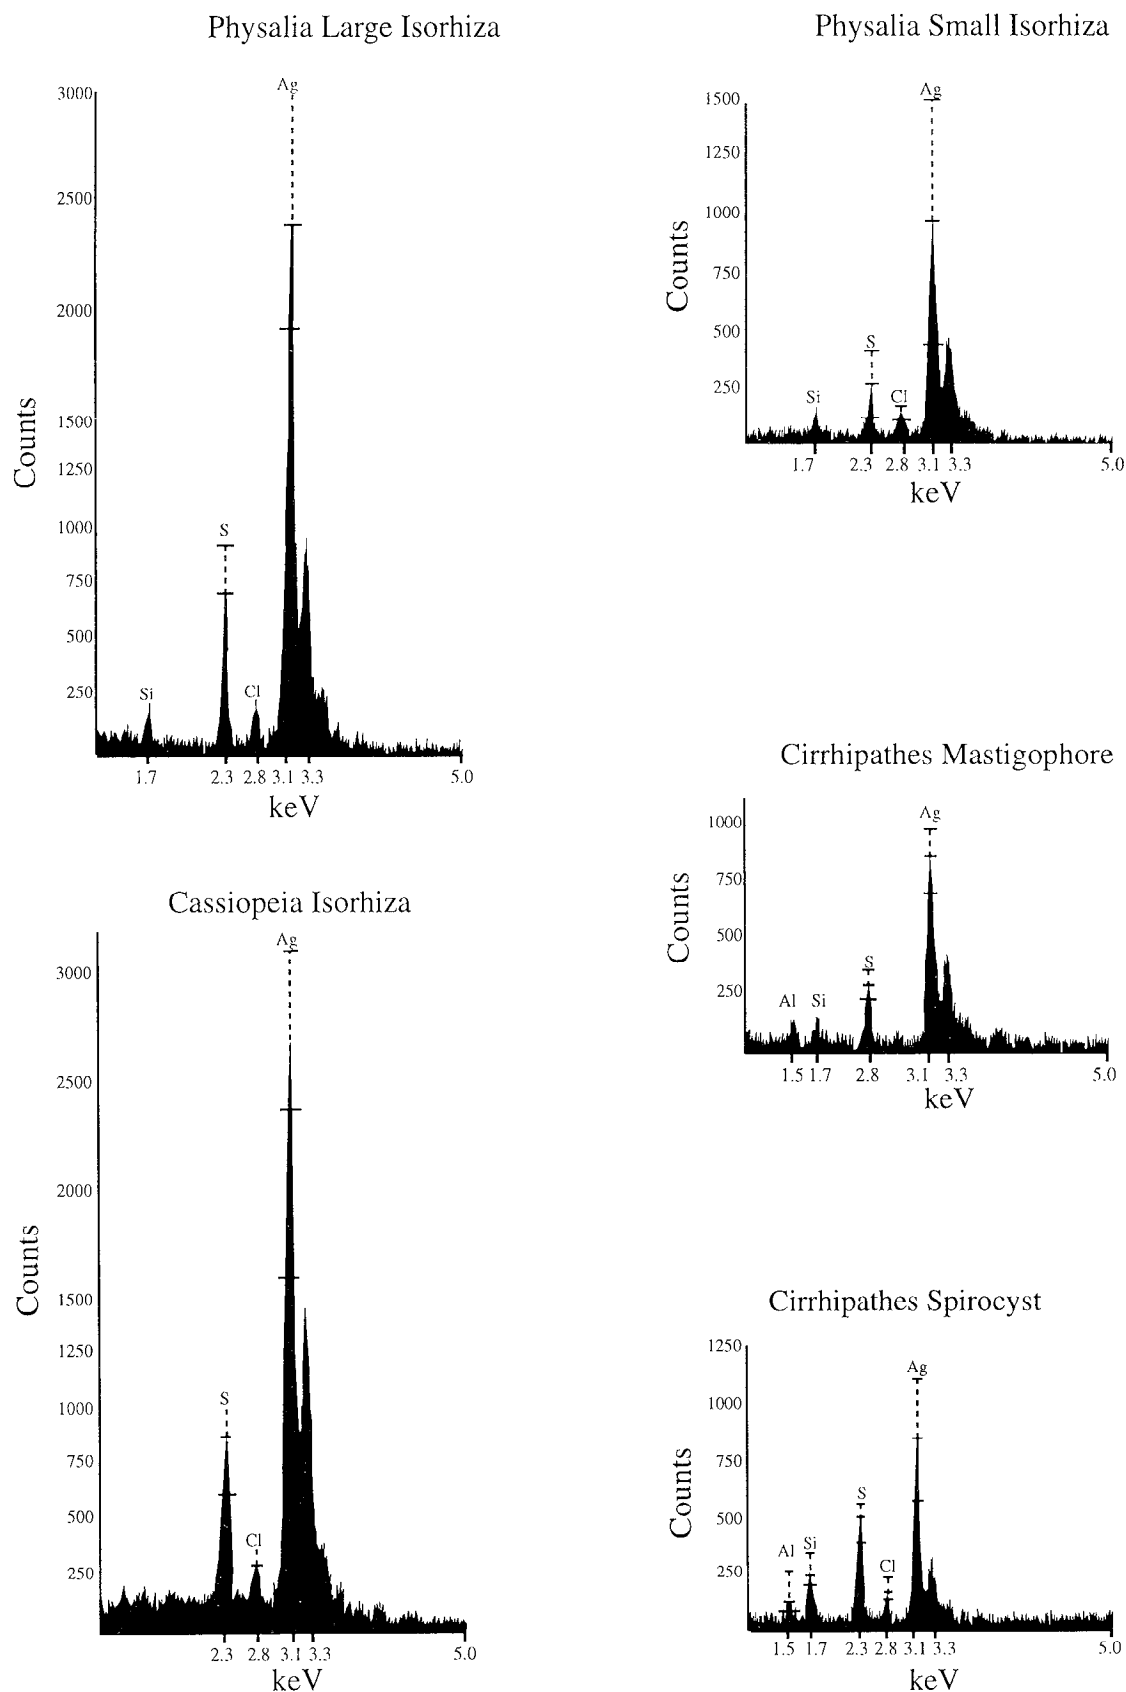 Physalia Large Isorhiza
Ag
3000
2500
2000
1500
1250
1000
750
500
250
Counts
S
Si
Cl
1.7 2.3 2.8 3.1 3.3 5.0
keV
Physalia Small Isorhiza
Ag
1500
1250
1000
750
500
250
Counts
S
Si
Cl
1.7 2.3 2.8 3.1 3.3 5.0
keV
Cirrhipathes Mastigophore
Ag
1000
750
500
250
Counts
S
Al Si
1.5 1.7 2.8 3.1 3.3 5.0
keV
Cassiopeia Isorhiza
Ag
3000
2500
2000
1500
1250
1000
750
500
250
Counts
S
Cl
2.3 2.8 3.1 3.3 5.0
keV
Cirrhipathes Spirocyst
1250
Ag
1000
750
500
250
Counts
S
Si
Al
Cl
1.5 1.7 2.3 2.8 3.1 3.3 5.0
keV